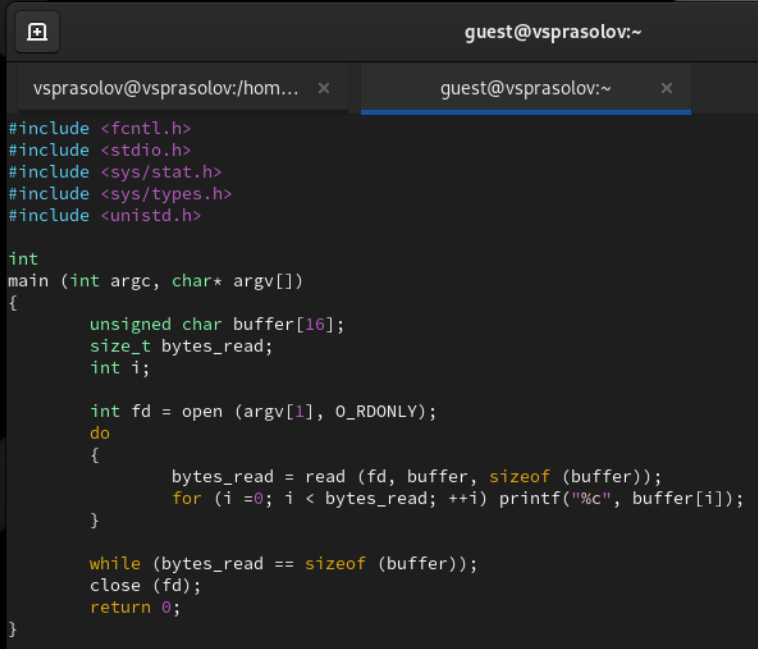 guest@vsprasolov:~
vsprasolov@vsprasolov:/hom... × guest@vsprasolov:~ ×
#include <fcntl.h>
#include <stdio.h>
#include <sys/stat.h>
#include <sys/types.h>
#include <unistd.h>

int
main (int argc, char* argv[])
{
        unsigned char buffer[16];
        size_t bytes_read;
        int i;

        int fd = open (argv[1], O_RDONLY);
        do
        {
                bytes_read = read (fd, buffer, sizeof (buffer));
                for (i =0; i < bytes_read; ++i) printf("%c", buffer[i]);
        }

        while (bytes_read == sizeof (buffer));
        close (fd);
        return 0;
}